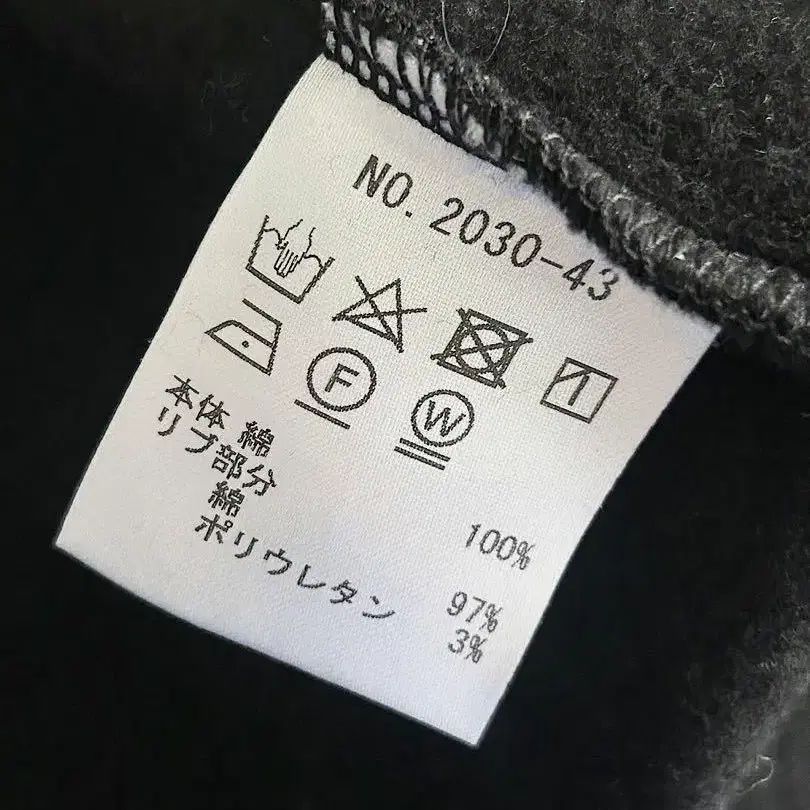 NO. 2030-43
F W
本体 綿 100%
リブ部分
綿 97%
ポリウレタン 3%